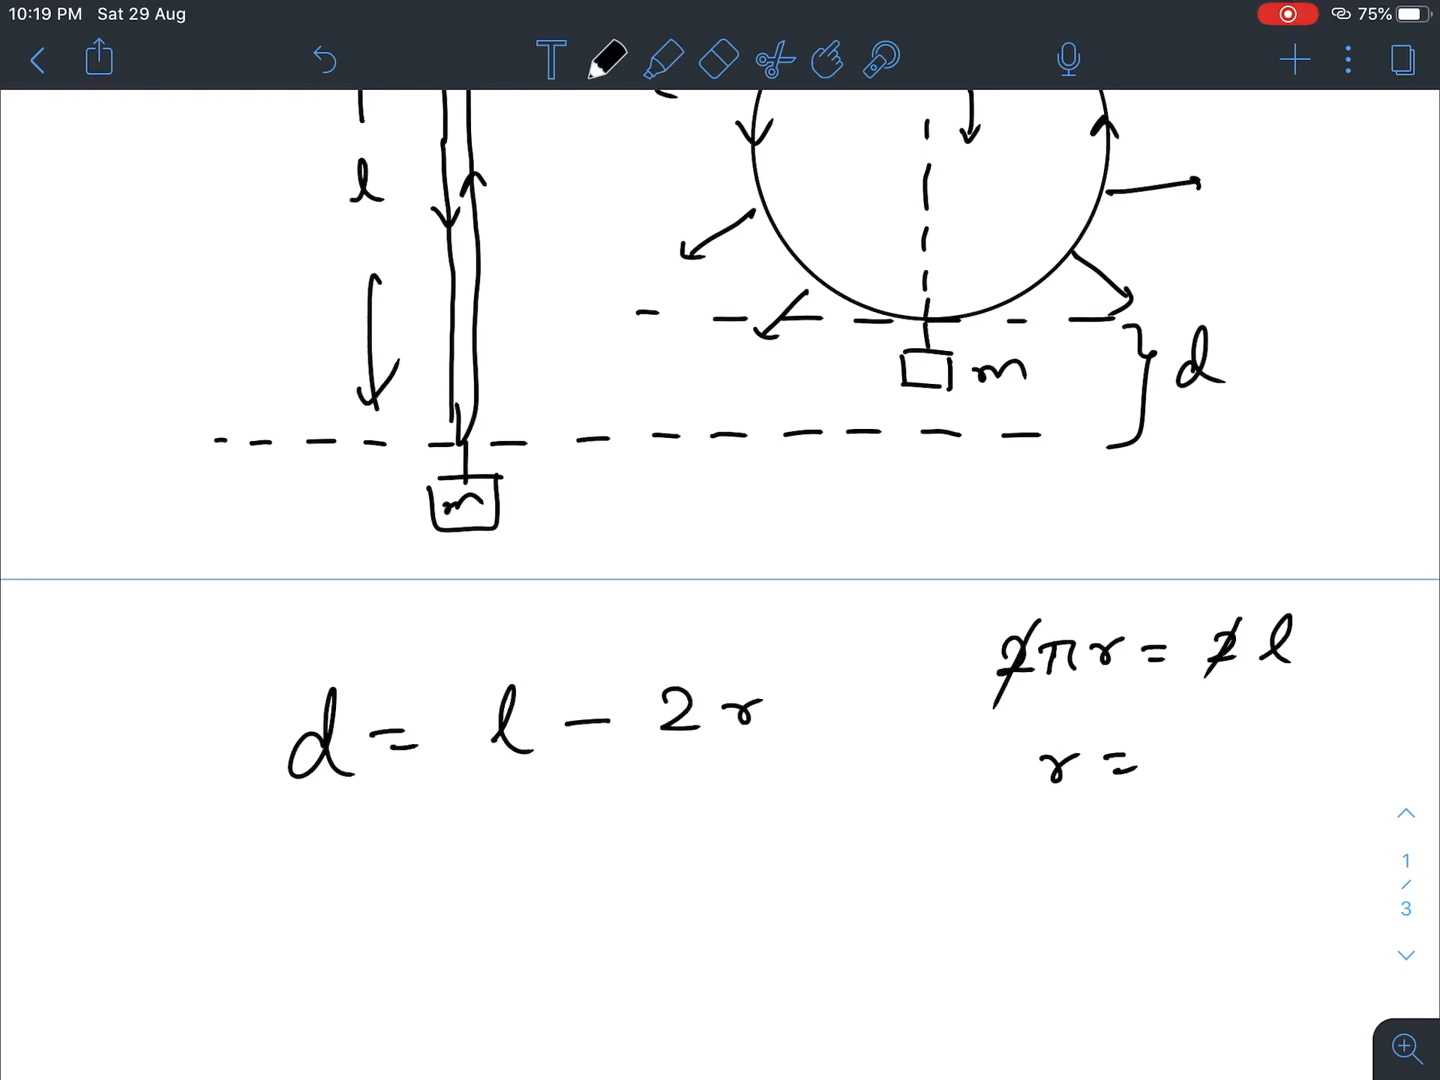 10:19 PM Sat 29 Aug
75%
T
l
m
d
m
2πr = 2l
d = l - 2r
r =
1
/
3